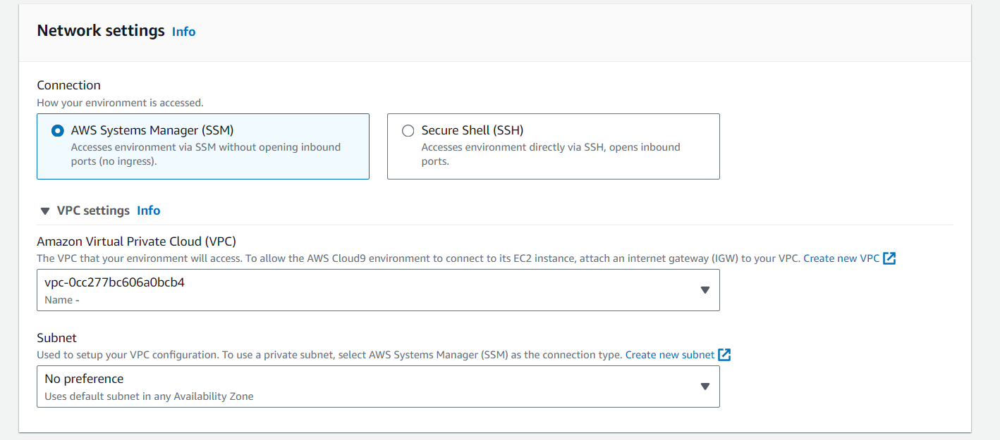 Network settings Info
Connection
How your environment is accessed.
AWS Systems Manager (SSM)
Accesses environment via SSM without opening inbound
ports (no ingress).
Secure Shell (SSH)
Accesses environment directly via SSH, opens inbound
ports.
VPC settings Info
Amazon Virtual Private Cloud (VPC)
The VPC that your environment will access. To allow the AWS Cloud9 environment to connect to its EC2 instance, attach an internet gateway (IGW) to your VPC. Create new VPC
vpc-0cc277bc606a0bcb4
Name -
Subnet
Used to setup your VPC configuration. To use a private subnet, select AWS Systems Manager (SSM) as the connection type. Create new subnet
No preference
Uses default subnet in any Availability Zone